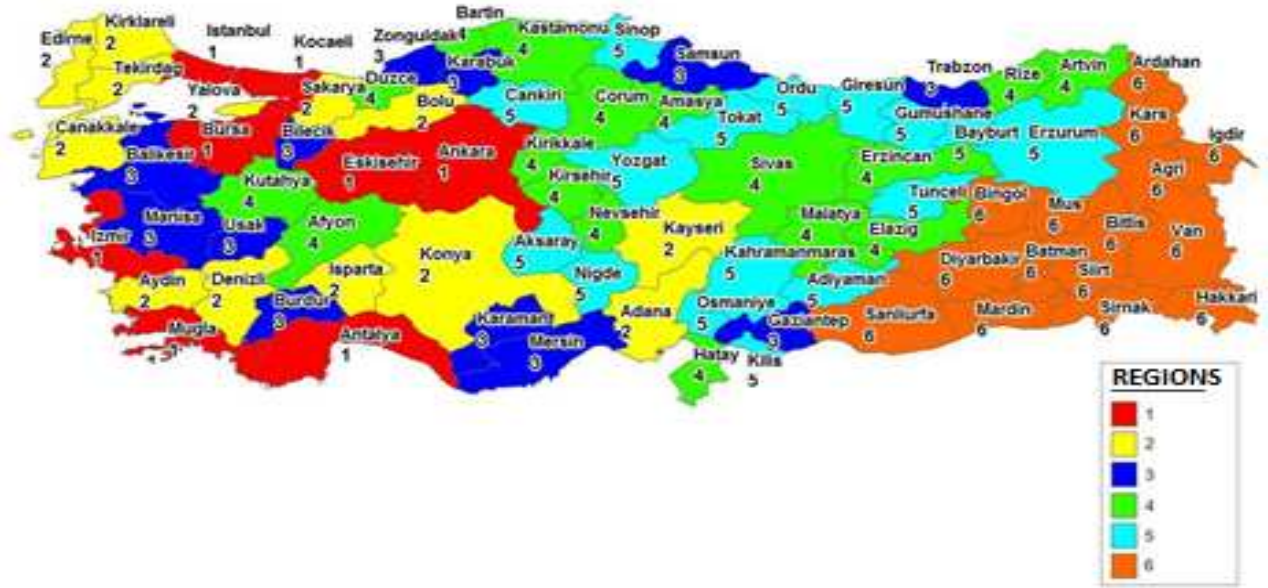 Bartin
Kirklareli
2
Istanbul
1
Kocaeli
1
Zonguldak
3
4
Kastamonu
4
Sinop
5
Edirne
2
Karabuk
3
Samsun
3
Tekirdag
2
Yalova
2
Sakarya
2
Duzce
4
Bolu
2
Cankiri
5
Corum
4
Amasya
4
Tokat
5
Ordu
5
Giresun
5
Trabzon
3
Rize
4
Artvin
4
Ardahan
6
Gumushane
5
Bayburt
5
Erzurum
5
Kars
6
Igdir
6
Canakkale
2
Balikesir
3
Bursa
1
Bilecik
3
Eskisehir
1
Ankara
1
Kirikkale
4
Yozgat
5
Sivas
4
Erzincan
4
Agri
6
Kutahya
4
Kirsehir
4
Tunceli
5
Bingol
6
Mus
6
Bitlis
6
Van
6
Manisa
3
Usak
3
Afyon
4
Nevsehir
4
Kayseri
2
Malatya
4
Elazig
4
Izmir
1
Konya
2
Aksaray
5
Kahramanmaras
5
Diyarbakir
6
Batman
6
Siirt
6
Aydin
2
Denizli
2
Isparta
2
Nigde
5
Adiyaman
5
Burdur
3
Adana
2
Osmaniye
5
Gaziantep
3
Sanliurfa
6
Mardin
6
Sirnak
6
Hakkari
6
Mugla
1
Antalya
1
Karamant
3
Mersin
3
Hatay
4
Kilis
5
REGIONS
1
2
3
4
5
6